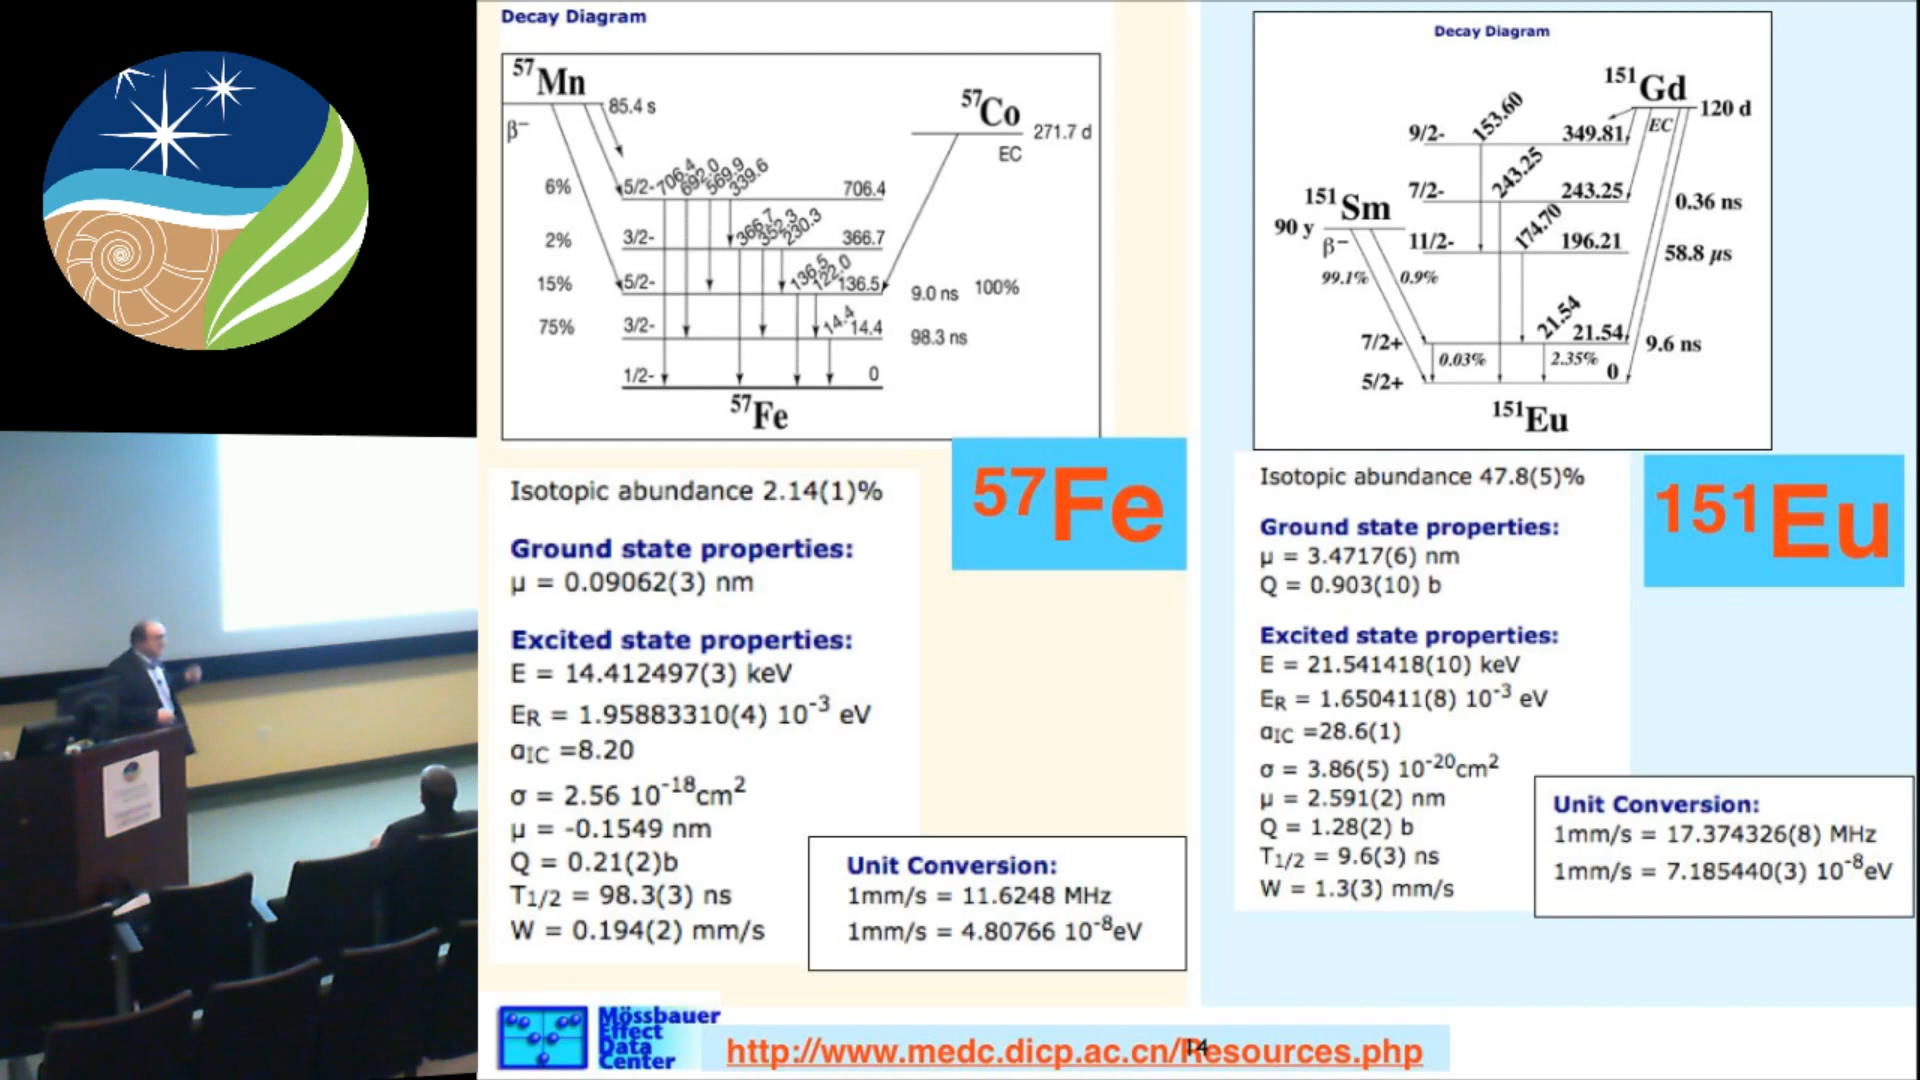 Decay Diagram
57Mn
85.4 s
β−
57Co
271.7 d
EC
6%
5/2-
706.4
692.0
569.9
339.6
706.4
2%
3/2-
366.7
352.3
230.3
366.7
15%
5/2-
136.5
122.0
136.5
9.0 ns
100%
75%
3/2-
14.4
14.4
98.3 ns
1/2-
0
57Fe
57Fe
Isotopic abundance 2.14(1)%
Ground state properties:
μ = 0.09062(3) nm
Excited state properties:
E = 14.412497(3) keV
ER = 1.95883310(4) 10-3 eV
αIC =8.20
σ = 2.56 10-18cm2
μ = -0.1549 nm
Q = 0.21(2)b
T1/2 = 98.3(3) ns
W = 0.194(2) mm/s
Unit Conversion:
1mm/s = 11.6248 MHz
1mm/s = 4.80766 10-8eV
Decay Diagram
151Gd
120 d
EC
9/2-
153.60
349.81
7/2-
243.25
243.25
0.36 ns
151Sm
90 y
β−
99.1%
0.9%
11/2-
174.70
196.21
58.8 μs
7/2+
21.54
21.54
9.6 ns
0.03%
2.35%
5/2+
0
151Eu
151Eu
Isotopic abundance 47.8(5)%
Ground state properties:
μ = 3.4717(6) nm
Q = 0.903(10) b
Excited state properties:
E = 21.541418(10) keV
ER = 1.650411(8) 10-3 eV
αIC =28.6(1)
σ = 3.86(5) 10-20cm2
μ = 2.591(2) nm
Q = 1.28(2) b
T1/2 = 9.6(3) ns
W = 1.3(3) mm/s
Unit Conversion:
1mm/s = 17.374326(8) MHz
1mm/s = 7.185440(3) 10-8eV
Mössbauer
Effect
Data
Center
http://www.medc.dicp.ac.cn/Resources.php
14